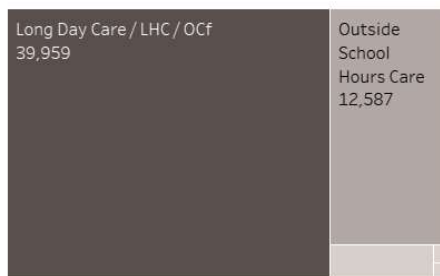 Long Day Care / LHC / OCf
39,959
Outside
School
Hours Care
12,587